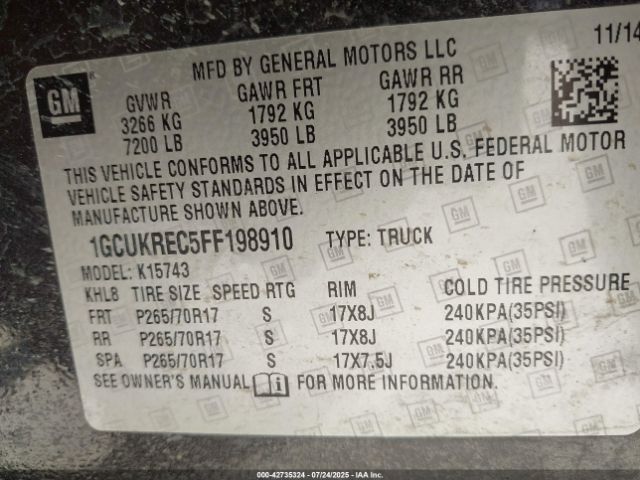 MFD BY GENERAL MOTORS LLC 11/14
GM
GVWR GAWR FRT GAWR RR
3266 KG 1792 KG 1792 KG
7200 LB 3950 LB 3950 LB
THIS VEHICLE CONFORMS TO ALL APPLICABLE U.S. FEDERAL MOTOR
VEHICLE SAFETY STANDARDS IN EFFECT ON THE DATE OF
MANUFACTURE SHOWN ABOVE.
1GCUKREC5FF198910 TYPE: TRUCK
MODEL: K15743
KHL8 TIRE SIZE SPEED RTG RIM COLD TIRE PRESSURE
FRT P265/70R17 S 17X8J 240KPA(35PSI)
RR P265/70R17 S 17X8J 240KPA(35PSI)
SPA P265/70R17 S 17X7.5J 240KPA(35PSI)
SEE OWNER'S MANUAL FOR MORE INFORMATION.
000-42735324 | 07/24/2025 - IAA Inc.